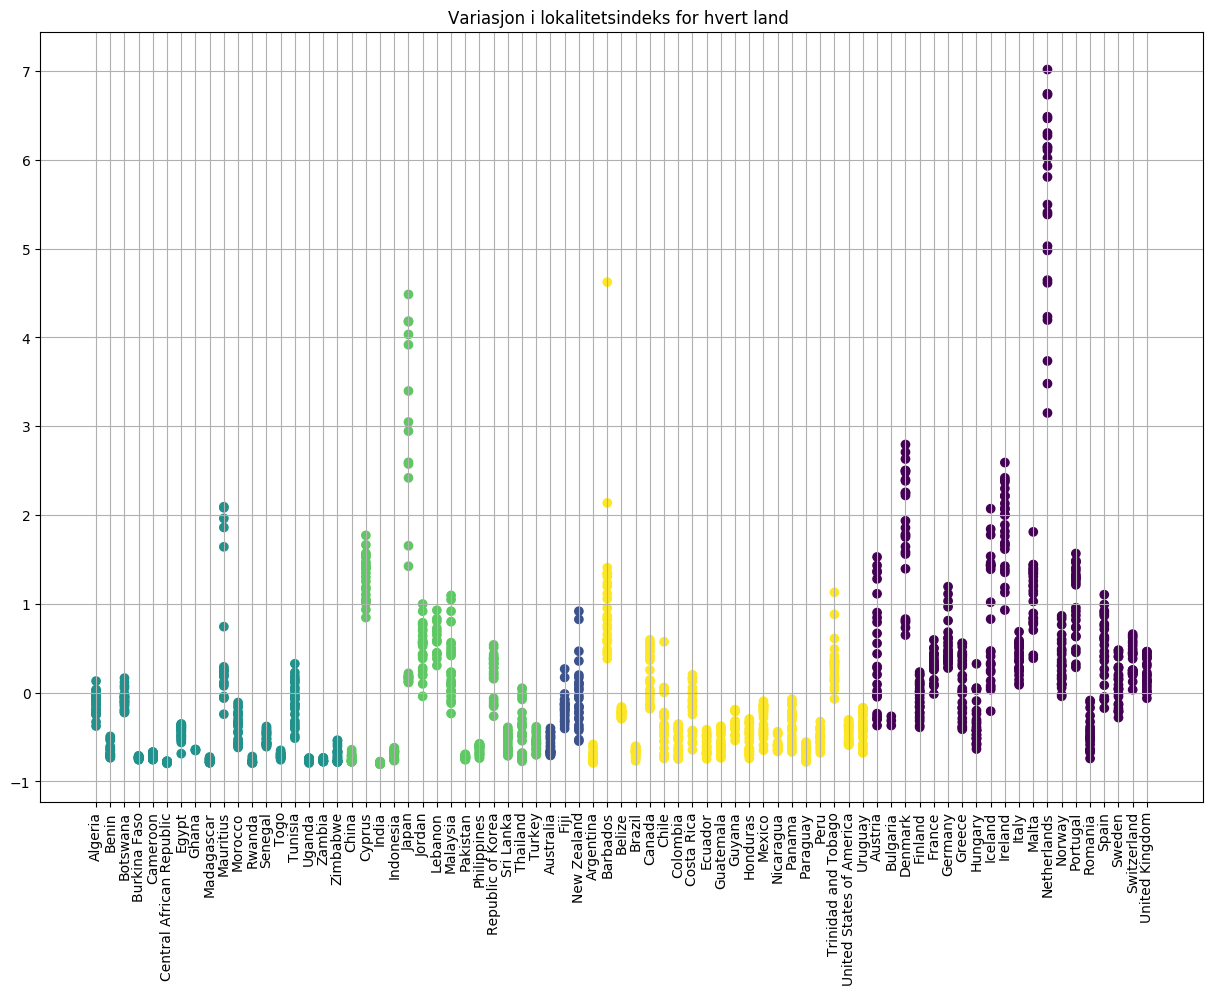 Variasjon i lokalitetsindeks for hvert land
7
6
5
4
3
2
1
0
−1
Algeria
Benin
Botswana
Burkina Faso
Cameroon
Central African Republic
Egypt
Ghana
Madagascar
Mauritius
Morocco
Rwanda
Senegal
Togo
Tunisia
Uganda
Zambia
Zimbabwe
China
Cyprus
India
Indonesia
Japan
Jordan
Lebanon
Malaysia
Pakistan
Philippines
Republic of Korea
Sri Lanka
Thailand
Turkey
Australia
Fiji
New Zealand
Argentina
Barbados
Belize
Brazil
Canada
Chile
Colombia
Costa Rica
Ecuador
Guatemala
Guyana
Honduras
Mexico
Nicaragua
Panama
Paraguay
Peru
Trinidad and Tobago
United States of America
Uruguay
Austria
Bulgaria
Denmark
Finland
France
Germany
Greece
Hungary
Iceland
Ireland
Italy
Malta
Netherlands
Norway
Portugal
Romania
Spain
Sweden
Switzerland
United Kingdom